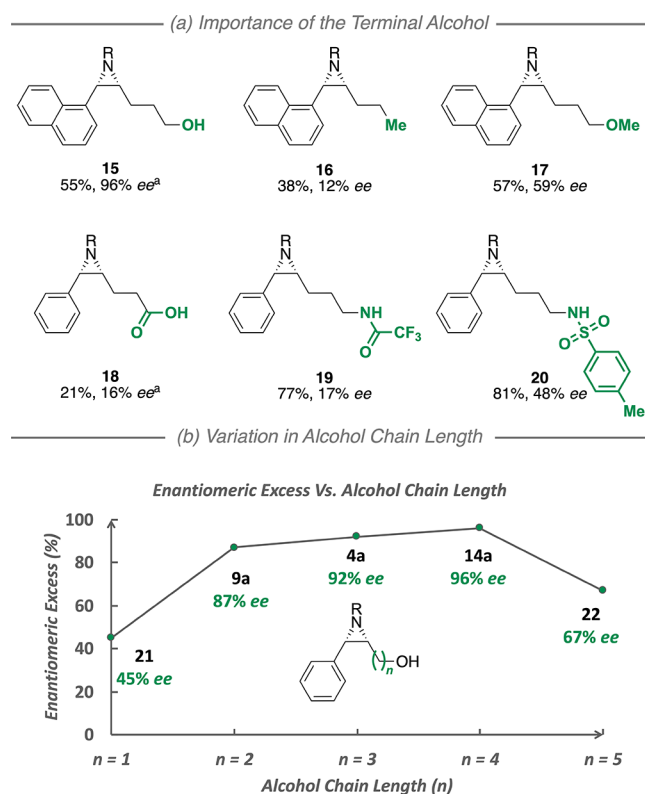 (a) Importance of the Terminal Alcohol
R
N
OH
15
55%, 96% eeᵃ
R
N
Me
16
38%, 12% ee
R
N
OMe
17
57%, 59% ee
R
N
OH
O
18
21%, 16% eeᵃ
R
N
NH
CF₃
O
19
77%, 17% ee
R
N
NH
O
S
O
Me
20
81%, 48% ee
(b) Variation in Alcohol Chain Length
Enantiomeric Excess Vs. Alcohol Chain Length
Enantiomeric Excess (%)
100
80
60
40
20
0
21
45% ee
9a
87% ee
4a
92% ee
14a
96% ee
22
67% ee
R
N
( )n OH
n = 1
n = 2
n = 3
n = 4
n = 5
Alcohol Chain Length (n)